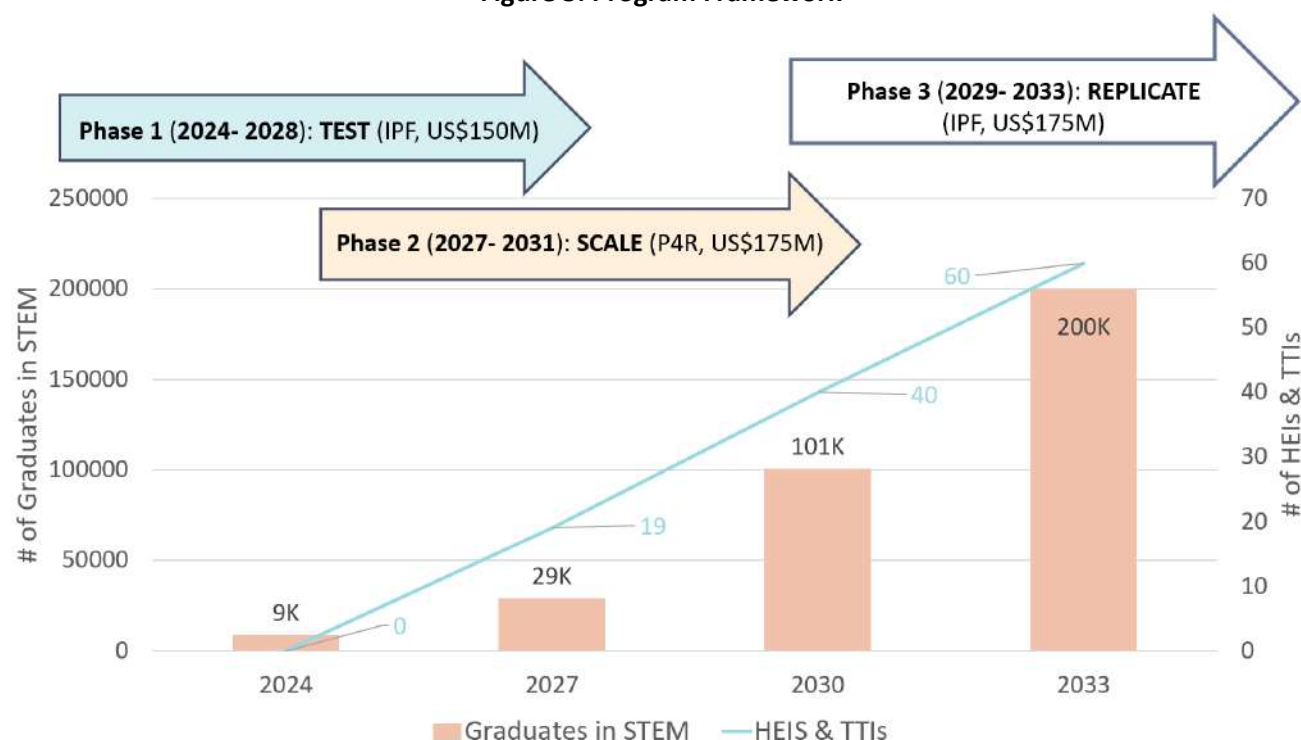 Phase 1 (2024- 2028): TEST (IPF, US$150M)
Phase 3 (2029- 2033): REPLICATE
(IPF, US$175M)
Phase 2 (2027- 2031): SCALE (P4R, US$175M)
250000
200000
150000
100000
50000
0
# of Graduates in STEM
70
60
50
40
30
20
10
0
# of HEIs & TTIs
9K
29K
101K
200K
0
19
40
60
2024
2027
2030
2033
Graduates in STEM
HEIS & TTIs